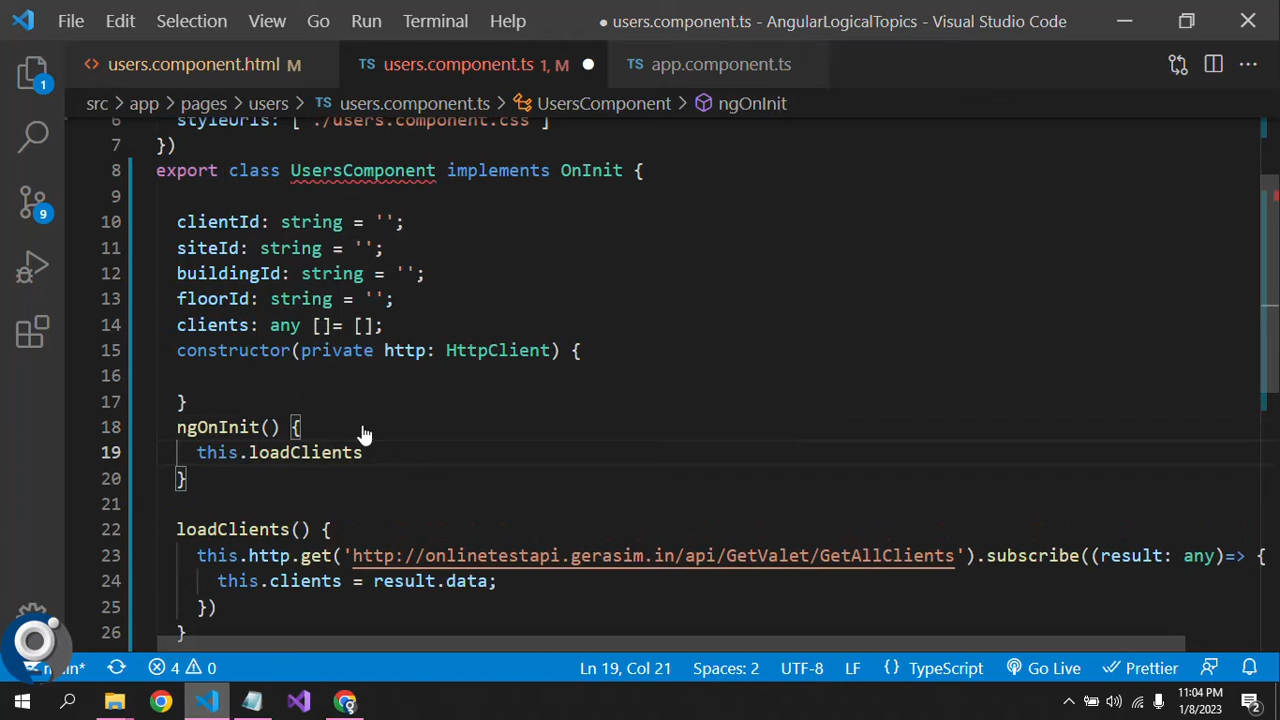 File Edit Selection View Go Run Terminal Help ● users.component.ts - AngularLogicalTopics - Visual Studio Code
<> users.component.html M TS users.component.ts 1, M ● TS app.component.ts ...
1
src > app > pages > users > TS users.component.ts > UsersComponent > ngOnInit
6 styleUrls: [ './users.component.css' ]
7 })
8 export class UsersComponent implements OnInit {
9
9
10 clientId: string = '';
11 siteId: string = '';
12 buildingId: string = '';
13 floorId: string = '';
14 clients: any []= [];
15 constructor(private http: HttpClient) {
16
17 }
18 ngOnInit() {
19 this.loadClients
20 }
21
22 loadClients() {
23 this.http.get('http://onlinetestapi.gerasim.in/api/GetValet/GetAllClients').subscribe((result: any)=> {
24 this.clients = result.data;
25 })
26 }
main* 4 0 Ln 19, Col 21 Spaces: 2 UTF-8 LF {} TypeScript Go Live Prettier
11:04 PM
1/8/2023
2